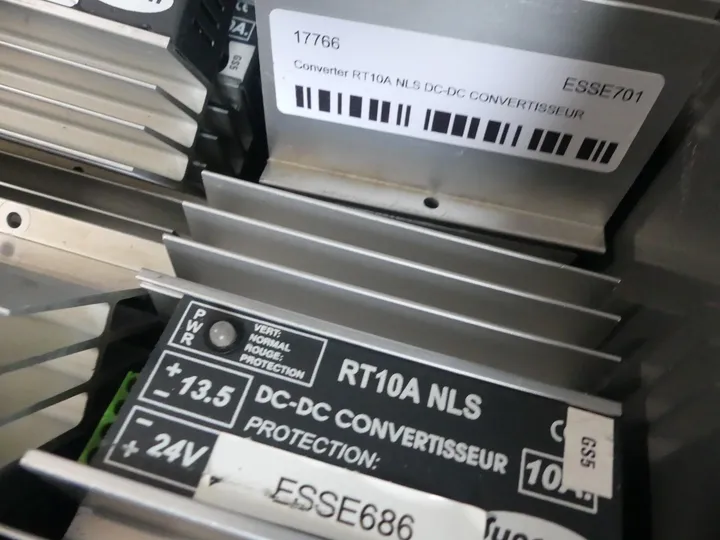 A.
GS5
17766
ESSE701
Converter RT10A NLS DC-DC CONVERTISSEUR
PWR
VERT:
NORMAL
ROUGE:
PROTECTION
RT10A NLS
+
-
13.5
DC-DC CONVERTISSEUR
-
+
24V
PROTECTION:
10A.
GS5
ESSE686